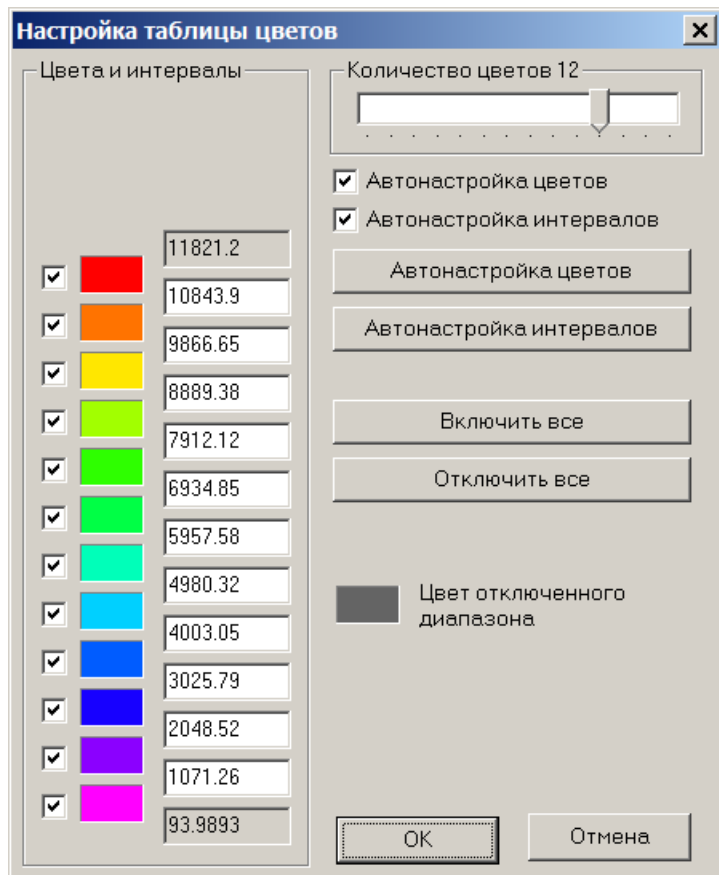 Настройка таблицы цветов
Цвета и интервалы
11821.2
10843.9
9866.65
8889.38
7912.12
6934.85
5957.58
4980.32
4003.05
3025.79
2048.52
1071.26
93.9893
Количество цветов 12
Автонастройка цветов
Автонастройка интервалов
Автонастройка цветов
Автонастройка интервалов
Включить все
Отключить все
Цвет отключенного
диапазона
OK
Отмена